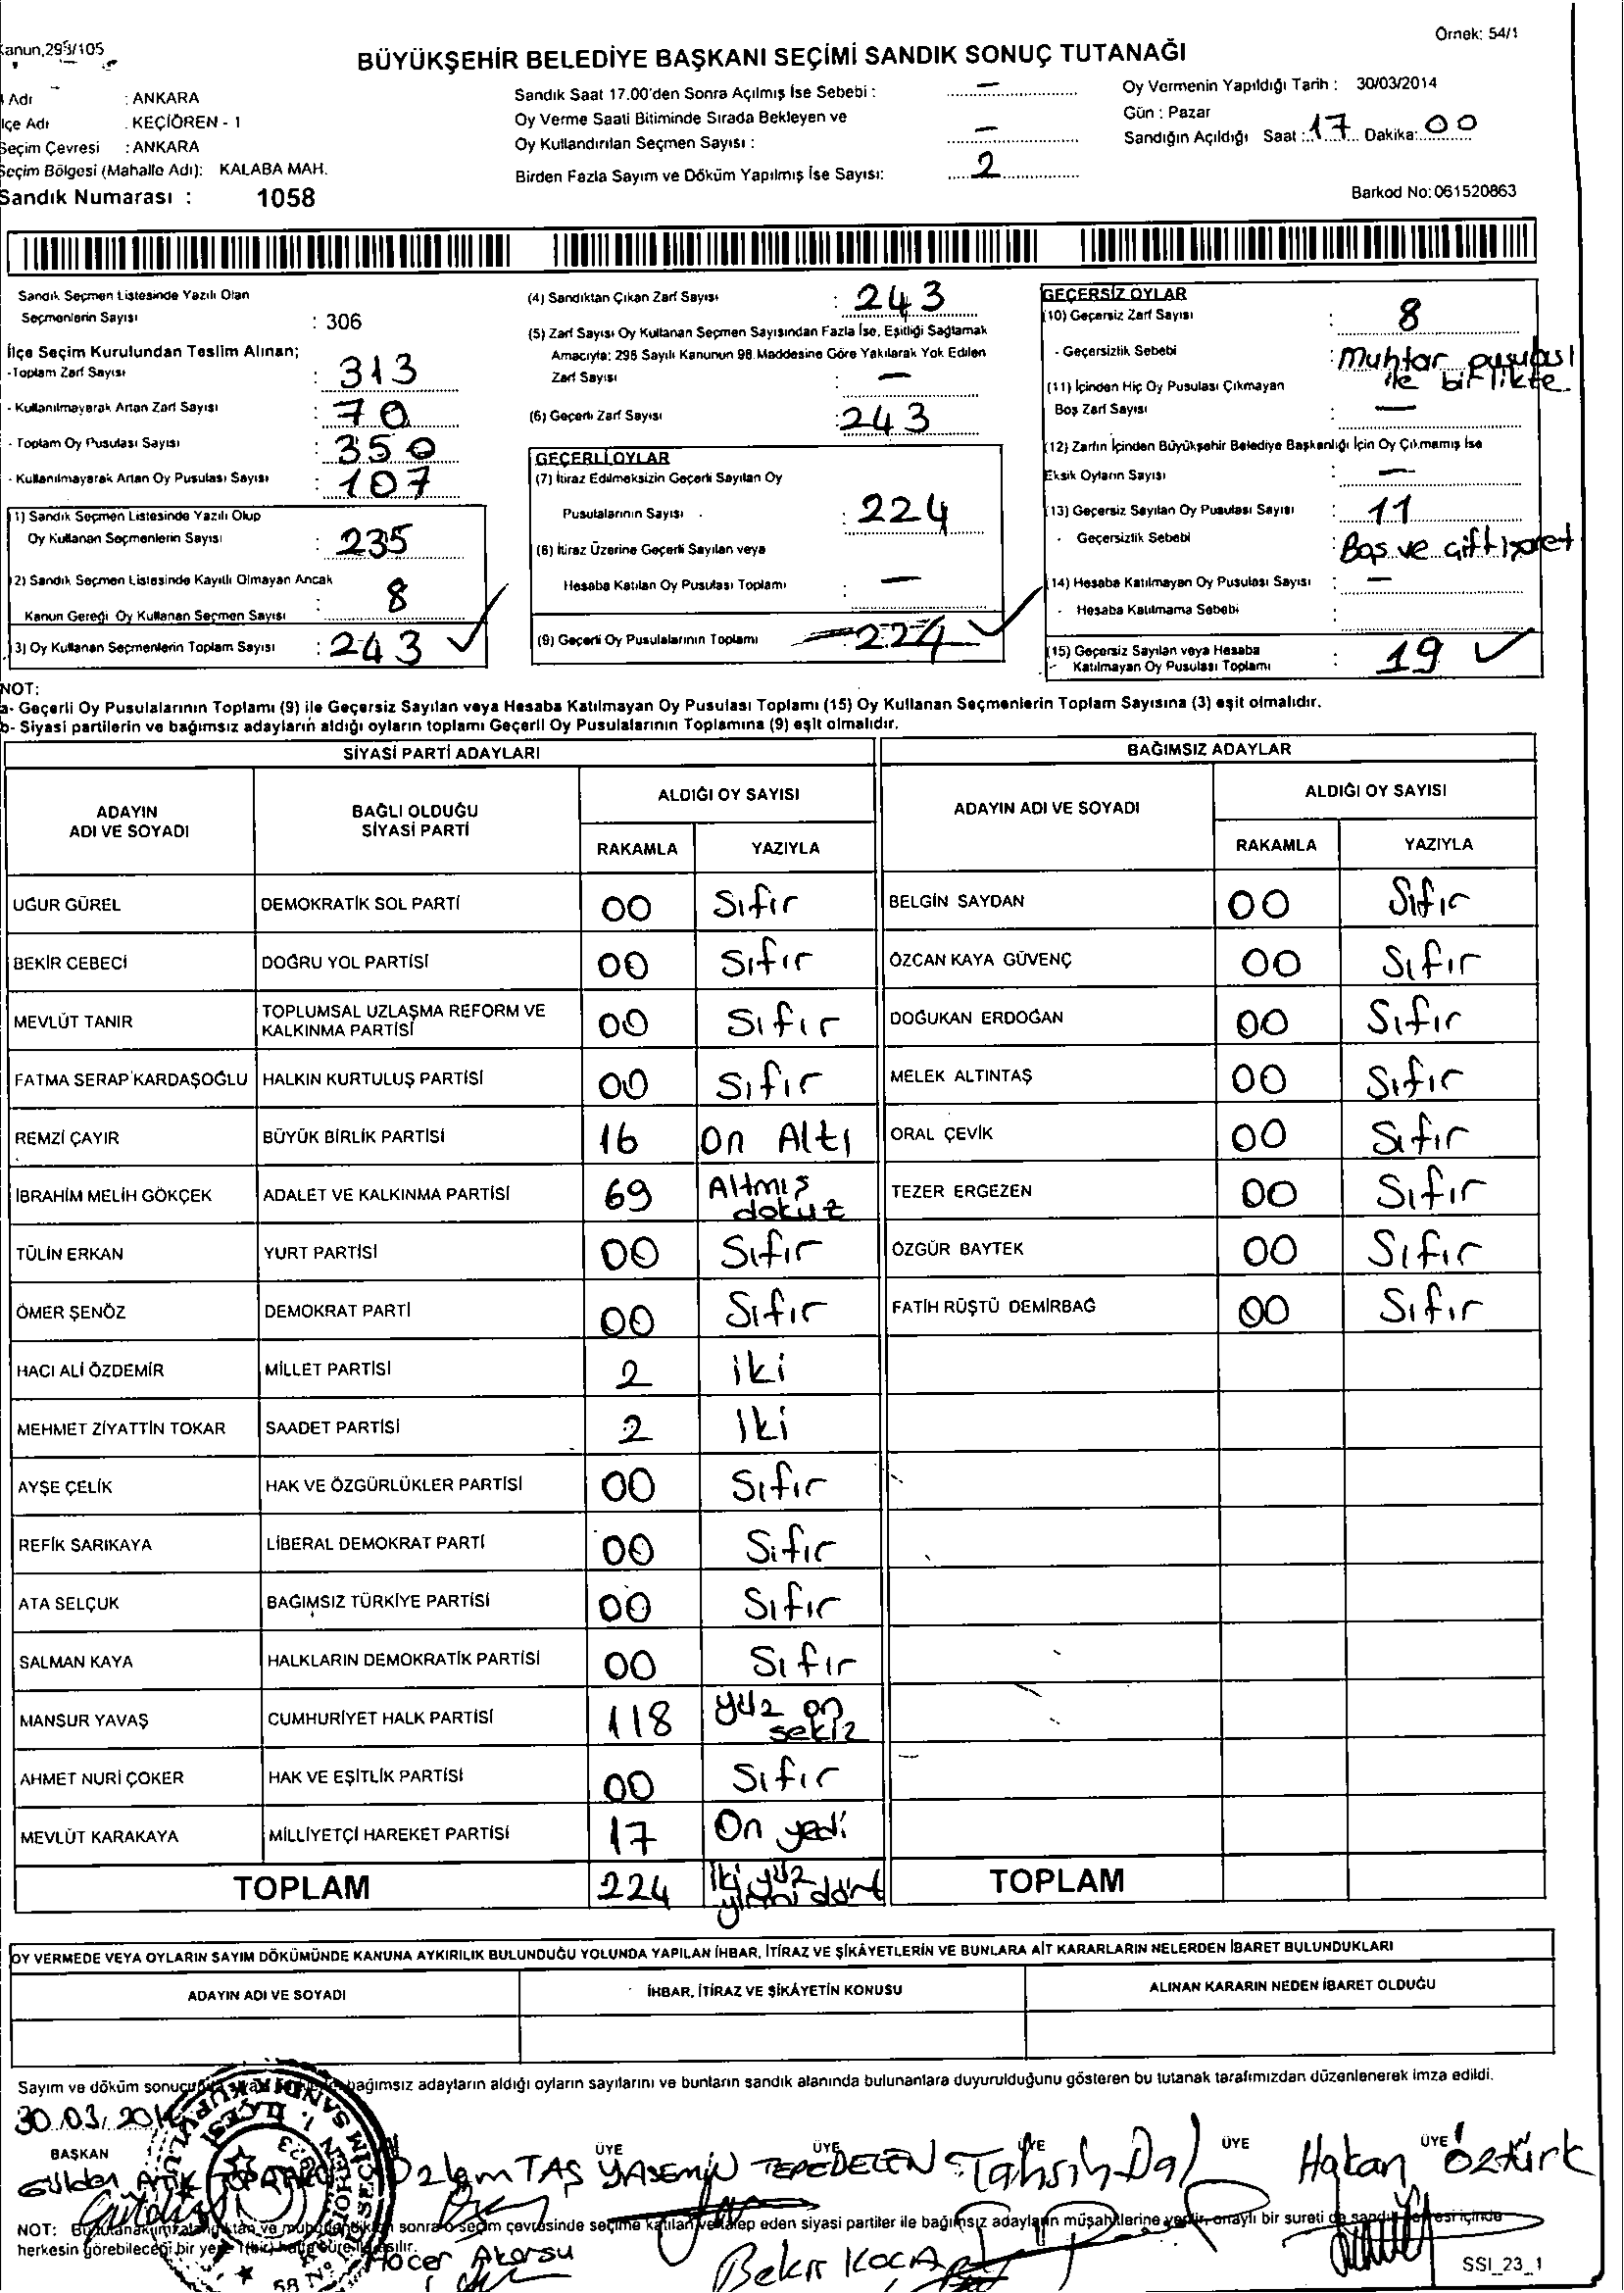 Kanun,298/105
Örnek: 54/1
BÜYÜKŞEHİR BELEDİYE BAŞKANI SEÇİMİ SANDIK SONUÇ TUTANAĞI
Adı : ANKARA
İlçe Adı : KEÇİÖREN - 1
Seçim Çevresi : ANKARA
Seçim Bölgesi (Mahalle Adı): KALABA MAH.
Sandık Numarası : 1058
Sandık Saat 17.00'den Sonra Açılmış İse Sebebi : —
Oy Verme Saati Bitiminde Sırada Bekleyen ve
Oy Kullandırılan Seçmen Sayısı : —
Birden Fazla Sayım ve Döküm Yapılmış İse Sayısı: 2
Oy Vermenin Yapıldığı Tarih : 30/03/2014
Gün : Pazar
Sandığın Açıldığı Saat : 17 Dakika: 00
Barkod No: 061520863
Sandık Seçmen Listesinde Yazılı Olan
Seçmenlerin Sayısı : 306
İlçe Seçim Kurulundan Teslim Alınan;
-Toplam Zarf Sayısı : 313
- Kullanılmayarak Artan Zarf Sayısı : 70
- Toplam Oy Pusulası Sayısı : 350
- Kullanılmayarak Artan Oy Pusulası Sayısı : 107
(1) Sandık Seçmen Listesinde Yazılı Olup
Oy Kullanan Seçmenlerin Sayısı : 235
(2) Sandık Seçmen Listesinde Kayıtlı Olmayan Ancak
Kanun Gereği Oy Kullanan Seçmen Sayısı : 8
(3) Oy Kullanan Seçmenlerin Toplam Sayısı : 243 ✓
(4) Sandıktan Çıkan Zarf Sayısı : 243
(5) Zarf Sayısı Oy Kullanan Seçmen Sayısından Fazla İse, Eşitliği Sağlamak
Amacıyla; 298 Sayılı Kanunun 98.Maddesine Göre Yakılarak Yok Edilen
Zarf Sayısı : —
(6) Geçerli Zarf Sayısı : 243
GEÇERLİ OYLAR
(7) İtiraz Edilmeksizin Geçerli Sayılan Oy
Pusulalarının Sayısı : 224
(8) İtiraz Üzerine Geçerli Sayılan veya
Hesaba Katılan Oy Pusulası Toplamı : —
(9) Geçerli Oy Pusulalarının Toplamı : 224 ✓
GEÇERSİZ OYLAR
(10) Geçersiz Zarf Sayısı : 8
- Geçersizlik Sebebi : Muhtar pusulası
ile birlikte
(11) İçinden Hiç Oy Pusulası Çıkmayan
Boş Zarf Sayısı : —
(12) Zarfın İçinden Büyükşehir Belediye Başkanlığı İçin Oy Çıkmamış İse
Eksik Oyların Sayısı : —
(13) Geçersiz Sayılan Oy Pusulası Sayısı : 11
- Geçersizlik Sebebi : Boş ve çift işaret
(14) Hesaba Katılmayan Oy Pusulası Sayısı : —
- Hesaba Katılmama Sebebi :
(15) Geçersiz Sayılan veya Hesaba
Katılmayan Oy Pusulası Toplamı : 19 ✓
NOT:
a- Geçerli Oy Pusulalarının Toplamı (9) ile Geçersiz Sayılan veya Hesaba Katılmayan Oy Pusulası Toplamı (15) Oy Kullanan Seçmenlerin Toplam Sayısına (3) eşit olmalıdır.
b- Siyasi partilerin ve bağımsız adayların aldığı oyların toplamı Geçerli Oy Pusulalarının Toplamına (9) eşit olmalıdır.
SİYASİ PARTİ ADAYLARI
ADAYIN ADI VE SOYADI BAĞLI OLDUĞU SİYASİ PARTİ ALDIĞI OY SAYISI
RAKAMLA YAZIYLA
UĞUR GÜREL DEMOKRATİK SOL PARTİ 00 Sıfır
BEKİR CEBECİ DOĞRU YOL PARTİSİ 00 Sıfır
MEVLÜT TANIR TOPLUMSAL UZLAŞMA REFORM VE KALKINMA PARTİSİ 00 Sıfır
FATMA SERAP KARDAŞOĞLU HALKIN KURTULUŞ PARTİSİ 00 Sıfır
REMZİ ÇAYIR BÜYÜK BİRLİK PARTİSİ 16 On Altı
İBRAHİM MELİH GÖKÇEK ADALET VE KALKINMA PARTİSİ 69 Altmış dokuz
TÜLİN ERKAN YURT PARTİSİ 00 Sıfır
ÖMER ŞENÖZ DEMOKRAT PARTİ 00 Sıfır
HACI ALİ ÖZDEMİR MİLLET PARTİSİ 2 iki
MEHMET ZİYATTİN TOKAR SAADET PARTİSİ 2 İki
AYŞE ÇELİK HAK VE ÖZGÜRLÜKLER PARTİSİ 00 Sıfır
REFİK SARIKAYA LİBERAL DEMOKRAT PARTİ 00 Sıfır
ATA SELÇUK BAĞIMSIZ TÜRKİYE PARTİSİ 00 Sıfır
SALMAN KAYA HALKLARIN DEMOKRATİK PARTİSİ 00 Sıfır
MANSUR YAVAŞ CUMHURİYET HALK PARTİSİ 118 yüz on sekiz
AHMET NURİ ÇOKER HAK VE EŞİTLİK PARTİSİ 00 Sıfır
MEVLÜT KARAKAYA MİLLİYETÇİ HAREKET PARTİSİ 17 On yedi
TOPLAM 224 İki yüz yirmi dört
BAĞIMSIZ ADAYLAR
ADAYIN ADI VE SOYADI ALDIĞI OY SAYISI
RAKAMLA YAZIYLA
BELGİN SAYDAN 00 Sıfır
ÖZCAN KAYA GÜVENÇ 00 Sıfır
DOĞUKAN ERDOĞAN 00 Sıfır
MELEK ALTINTAŞ 00 Sıfır
ORAL ÇEVİK 00 Sıfır
TEZER ERGEZEN 00 Sıfır
ÖZGÜR BAYTEK 00 Sıfır
FATİH RÜŞTÜ DEMİRBAĞ 00 Sıfır
TOPLAM
OY VERMEDE VEYA OYLARIN SAYIM DÖKÜMÜNDE KANUNA AYKIRILIK BULUNDUĞU YOLUNDA YAPILAN İHBAR, İTİRAZ VE ŞİKÂYETLERİN VE BUNLARA AİT KARARLARIN NELERDEN İBARET BULUNDUKLARI
ADAYIN ADI VE SOYADI İHBAR, İTİRAZ VE ŞİKÂYETİN KONUSU ALINAN KARARIN NEDEN İBARET OLDUĞU
Sayım ve döküm bağımsız adayların aldığı oyların sayılarını ve bunların sandık alanında bulunanlara duyurulduğunu gösteren bu tutanak tarafımızdan düzenlenerek imza edildi.
30.03.2014
BAŞKAN ÜYE ÜYE ÜYE ÜYE ÜYE
Gülden Özlem TAŞ YASEMİN TEPEDELEN Tahsin Dal Hakan Öztürk
NOT: sonra o seçim çevresinde seçime katılan ve talep eden siyasi partiler ile bağımsız adayların müşahitlerine verilir, onaylı bir sureti de sandık
herkesin görebileceği bir yere
Hacer Akarsu Bekir KOCA
SSI_23_1